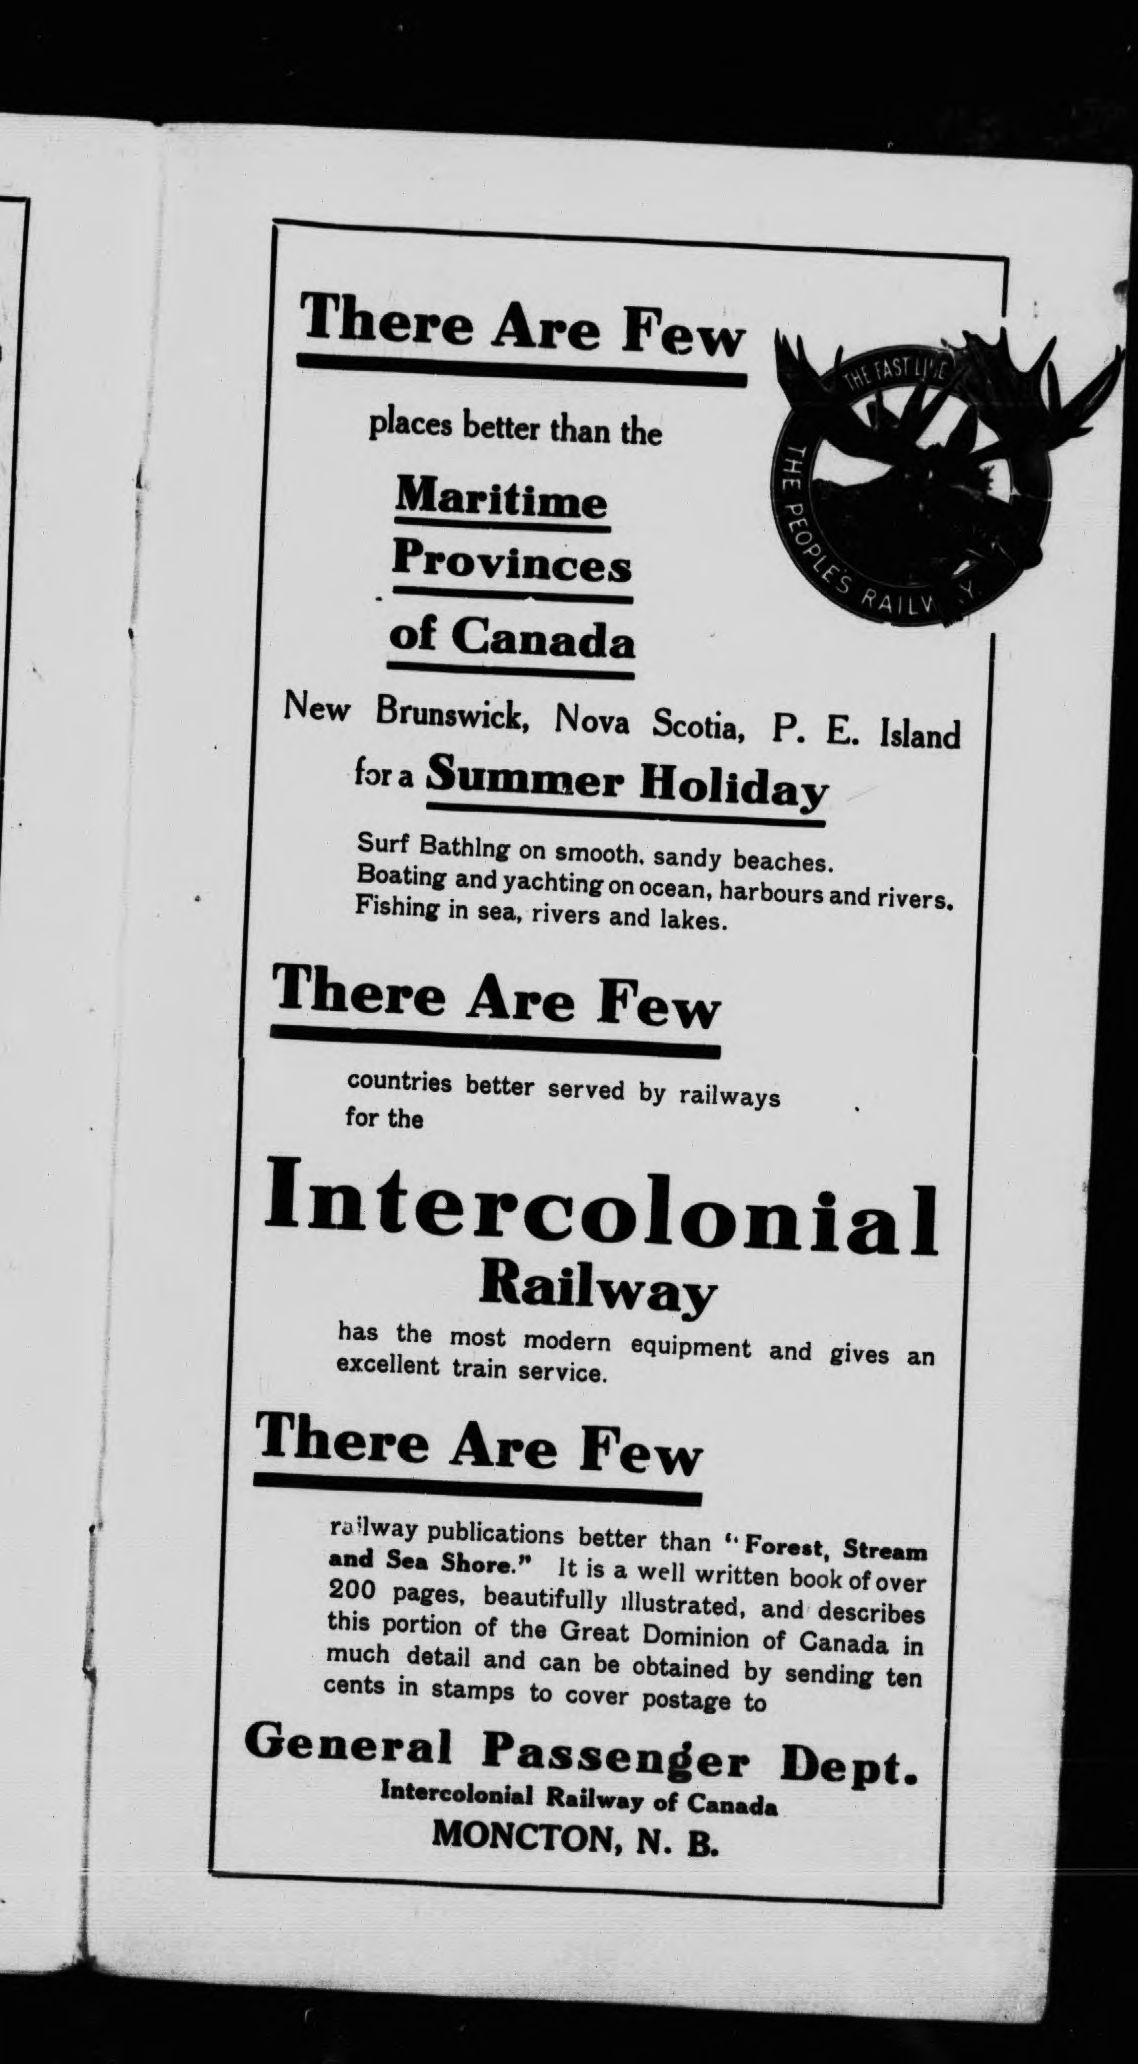 There Are Few
THE FAST LINE
THE PEOPLE'S RAILWAY.
places better than the
Maritime
Provinces
of Canada
New Brunswick, Nova Scotia, P. E. Island
for a Summer Holiday
Surf Bathing on smooth, sandy beaches.
Boating and yachting on ocean, harbours and rivers.
Fishing in sea, rivers and lakes.
There Are Few
countries better served by railways
for the
Intercolonial
Railway
has the most modern equipment and gives an
excellent train service.
There Are Few
railway publications better than "Forest, Stream
and Sea Shore." It is a well written book of over
200 pages, beautifully illustrated, and describes
this portion of the Great Dominion of Canada in
much detail and can be obtained by sending ten
cents in stamps to cover postage to
General Passenger Dept.
Intercolonial Railway of Canada
MONCTON, N. B.